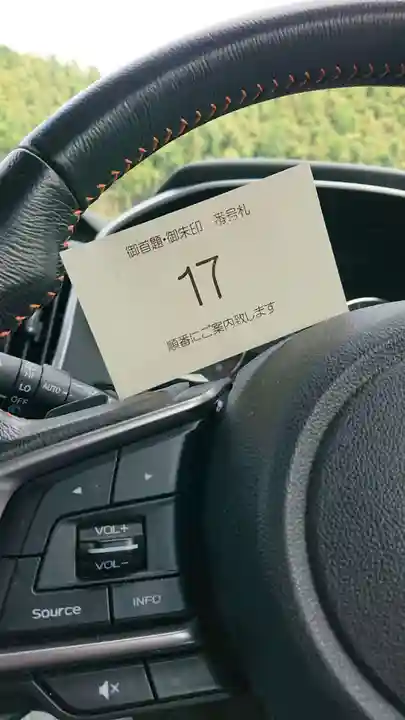 御首題・御朱印 番号札
17
順番にご案内致します
LO AUTO
OFF
VOL+
VOL-
Source INFO